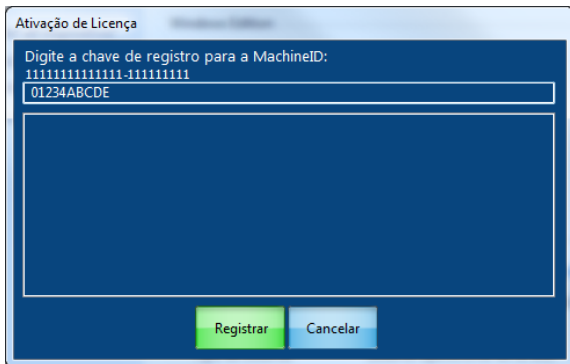 Ativação de Licença
Digite a chave de registro para a MachineID:
11111111111111-111111111
01234ABCDE
Registrar
Cancelar